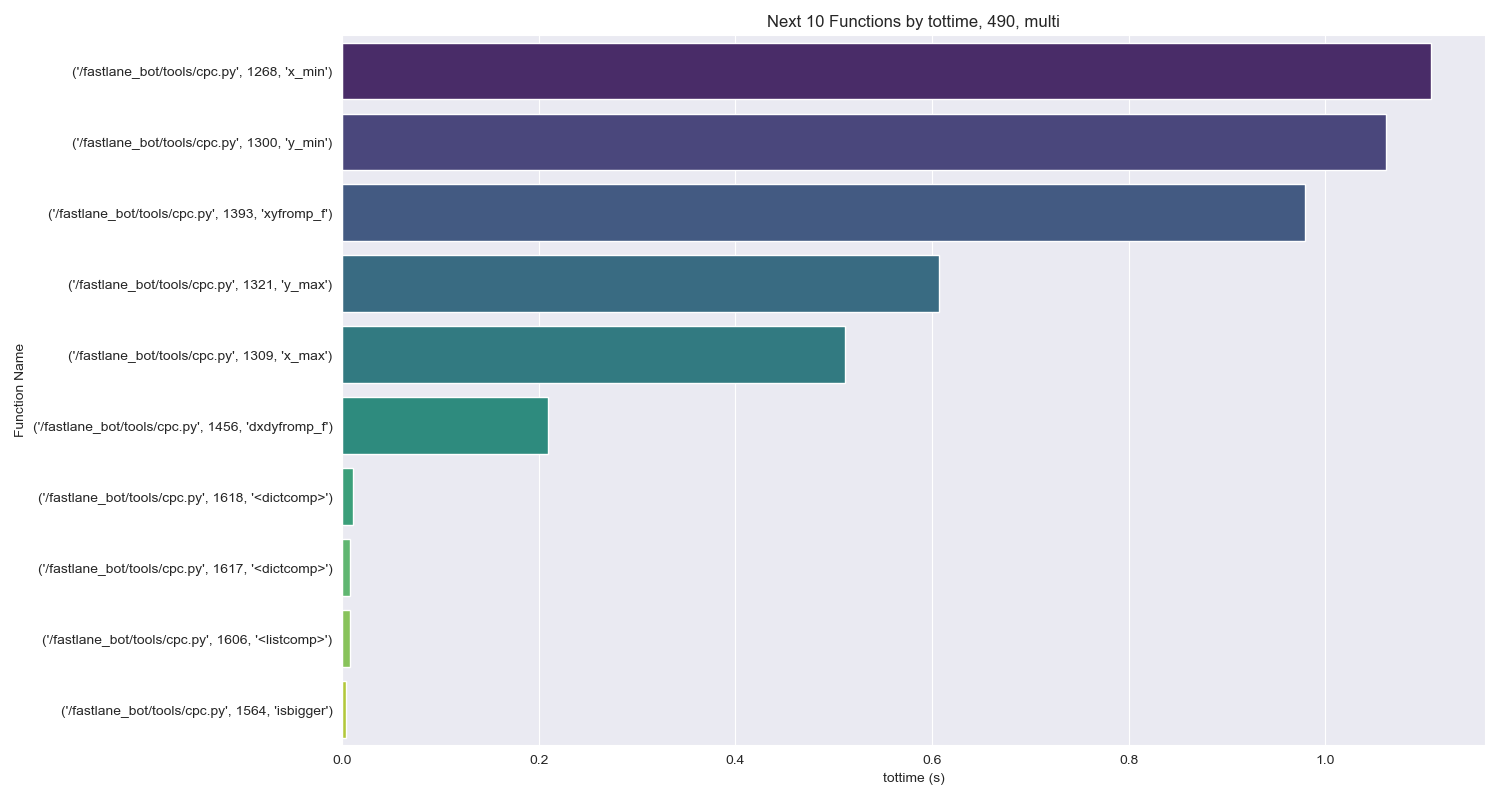 Next 10 Functions by tottime, 490, multi
('/fastlane_bot/tools/cpc.py', 1268, 'x_min')
('/fastlane_bot/tools/cpc.py', 1300, 'y_min')
('/fastlane_bot/tools/cpc.py', 1393, 'xyfromp_f')
('/fastlane_bot/tools/cpc.py', 1321, 'y_max')
('/fastlane_bot/tools/cpc.py', 1309, 'x_max')
('/fastlane_bot/tools/cpc.py', 1456, 'dxdyfromp_f')
('/fastlane_bot/tools/cpc.py', 1618, '<dictcomp>')
('/fastlane_bot/tools/cpc.py', 1617, '<dictcomp>')
('/fastlane_bot/tools/cpc.py', 1606, '<listcomp>')
('/fastlane_bot/tools/cpc.py', 1564, 'isbigger')
Function Name
0.0 0.2 0.4 0.6 0.8 1.0
tottime (s)